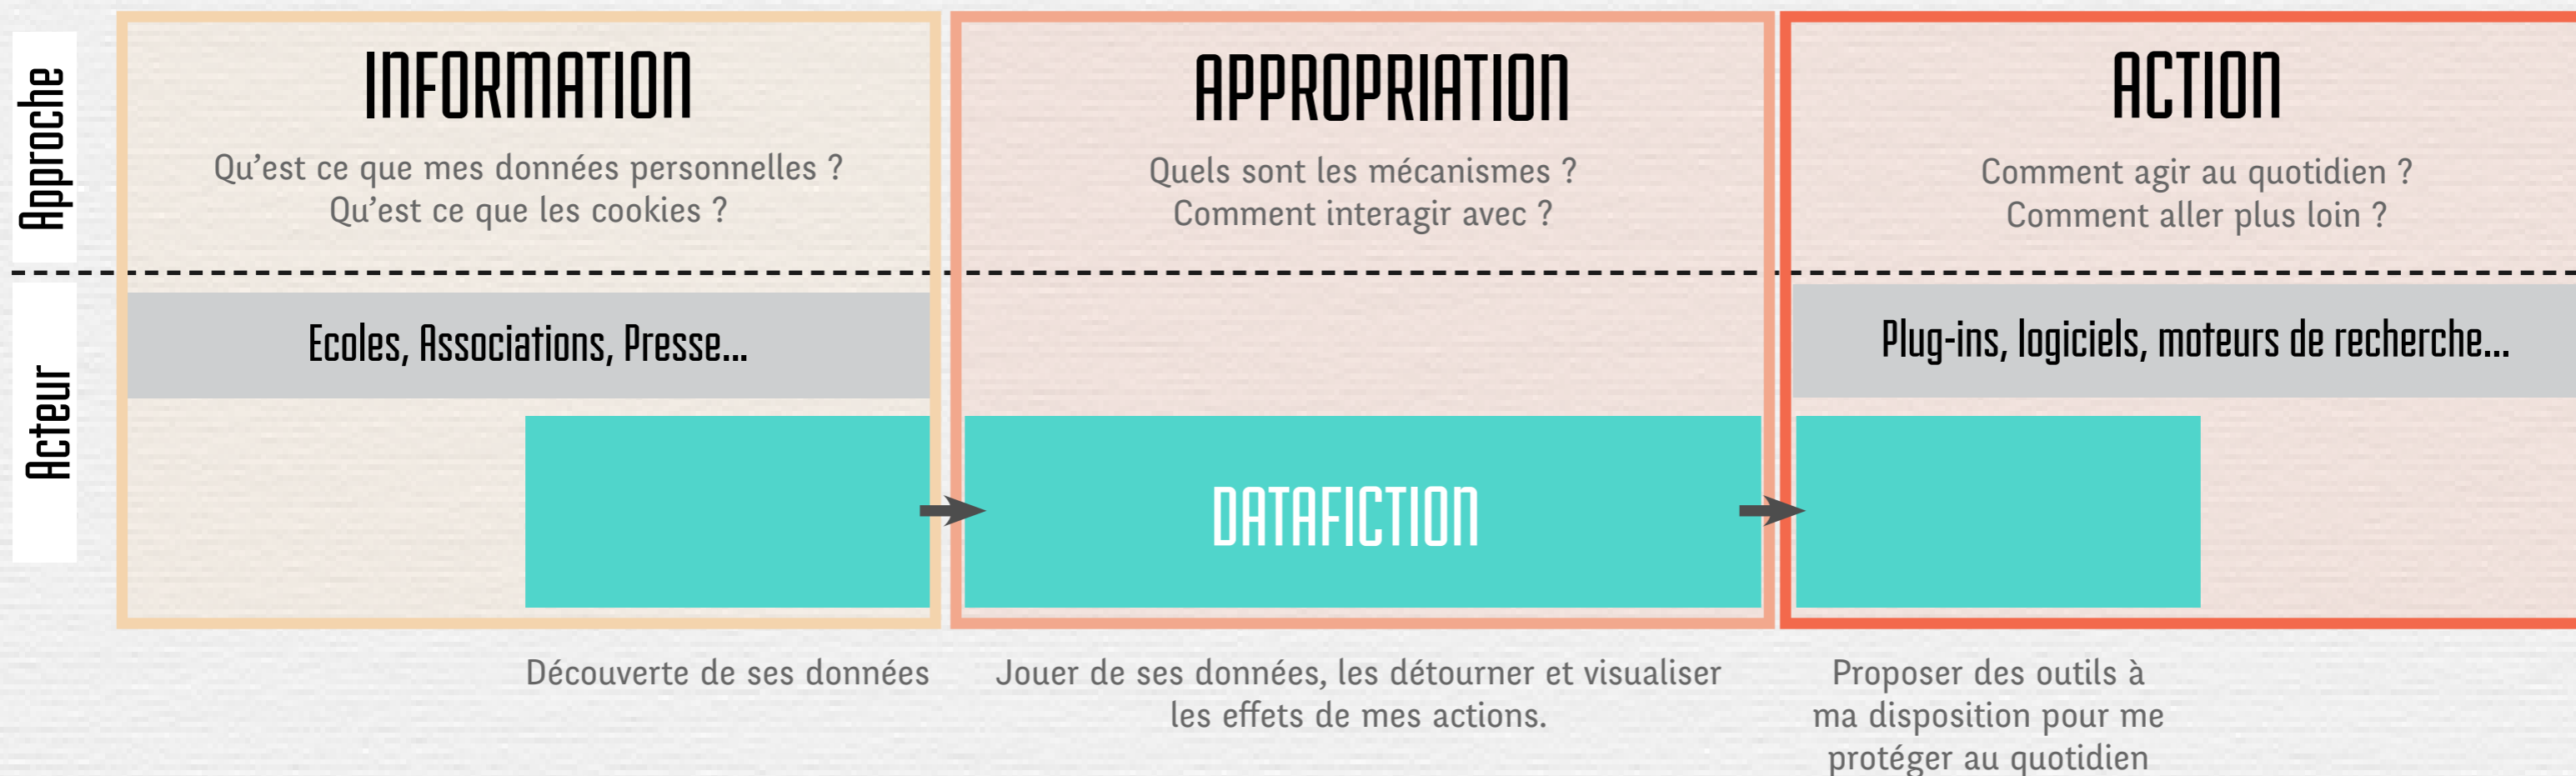 Approche
INFORMATION
Qu’est ce que mes données personnelles ?
Qu’est ce que les cookies ?
APPROPRIATION
Quels sont les mécanismes ?
Comment interagir avec ?
ACTION
Comment agir au quotidien ?
Comment aller plus loin ?
Acteur
Ecoles, Associations, Presse...
Plug-ins, logiciels, moteurs de recherche...
DATAFICTION
Découverte de ses données
Jouer de ses données, les détourner et visualiser
les effets de mes actions.
Proposer des outils à
ma disposition pour me
protéger au quotidien